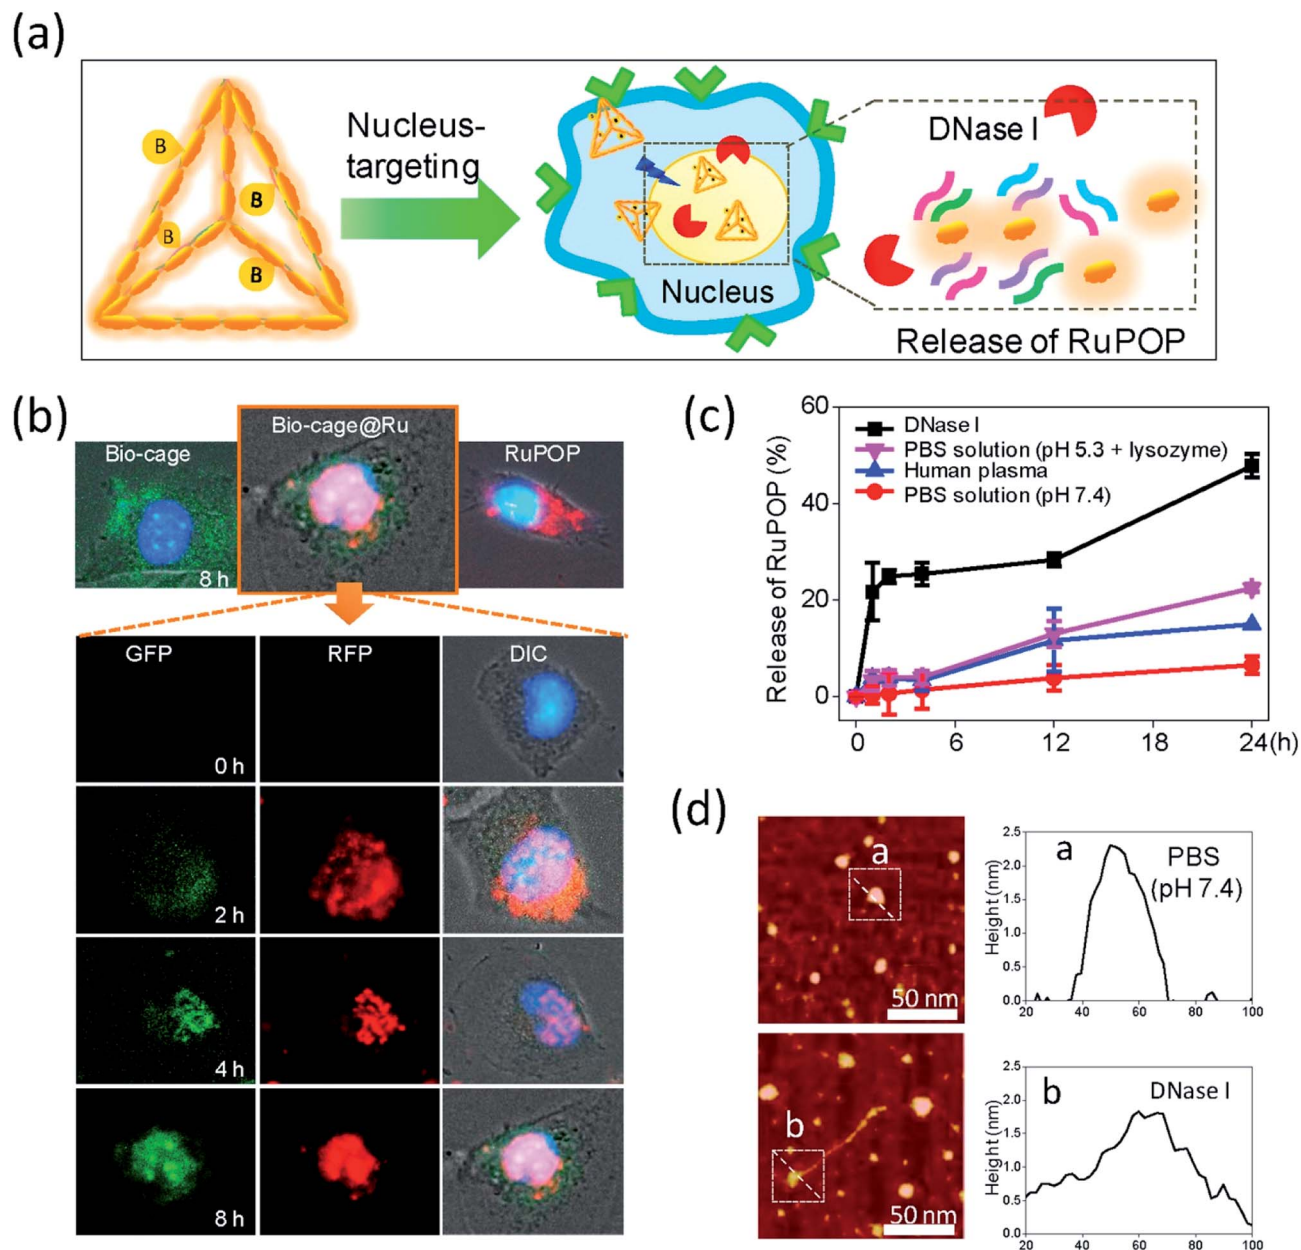 (a)
B
B
B
B
Nucleus-
targeting
Nucleus
DNase I
Release of RuPOP
(b)
Bio-cage
8 h
Bio-cage@Ru
RuPOP
GFP
RFP
DIC
0 h
2 h
4 h
8 h
(c)
Release of RuPOP (%)
60
40
20
0
DNase I
PBS solution (pH 5.3 + lysozyme)
Human plasma
PBS solution (pH 7.4)
0
6
12
18
24(h)
(d)
a
50 nm
a
PBS
(pH 7.4)
Height (nm)
2.5
2.0
1.5
1.0
0.5
0.0
20
40
60
80
100
b
50 nm
b
DNase I
Height (nm)
2.5
2.0
1.5
1.0
0.5
0.0
20
40
60
80
100